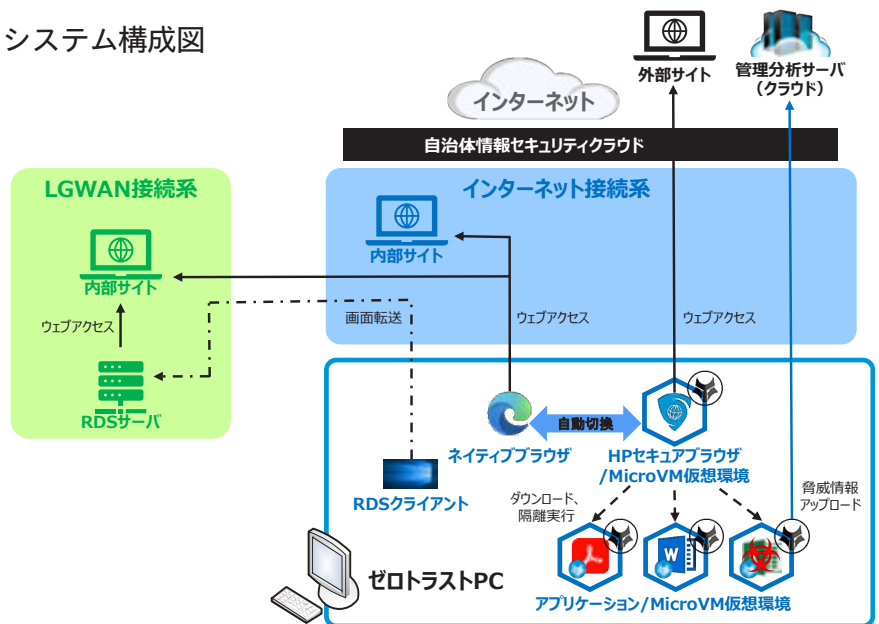 システム構成図
外部サイト
管理分析サーバ
（クラウド）
インターネット
自治体情報セキュリティクラウド
LGWAN接続系
インターネット接続系
内部サイト
内部サイト
ウェブアクセス
画面転送
ウェブアクセス
ウェブアクセス
RDSサーバ
自動切換
ネイティブブラウザ
HPセキュアブラウザ
/MicroVM仮想環境
RDSクライアント
ダウンロード、
隔離実行
脅威情報
アップロード
W
ゼロトラストPC
アプリケーション/MicroVM仮想環境